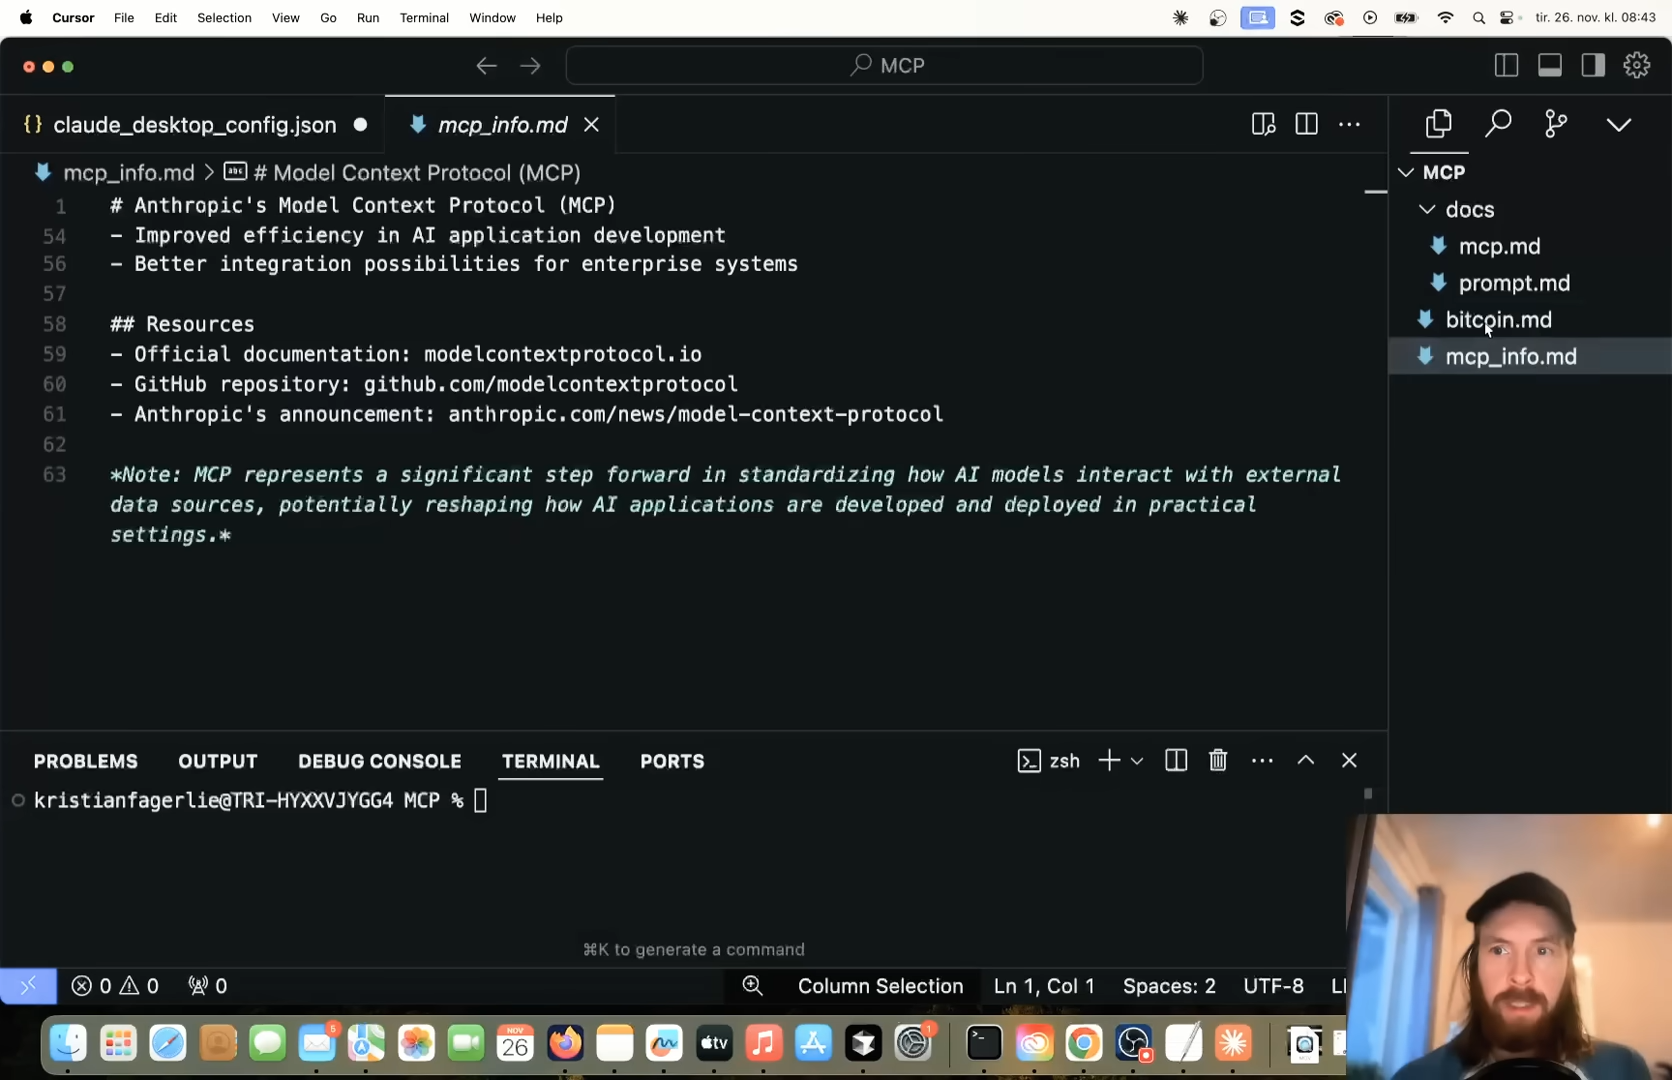 Cursor File Edit Selection View Go Run Terminal Window Help tir. 26. nov. kl. 08:43
MCP
{} claude_desktop_config.json mcp_info.md
mcp_info.md > # Model Context Protocol (MCP)
1 # Anthropic's Model Context Protocol (MCP)
54 - Improved efficiency in AI application development
56 - Better integration possibilities for enterprise systems
57
58 ## Resources
59 - Official documentation: modelcontextprotocol.io
60 - GitHub repository: github.com/modelcontextprotocol
61 - Anthropic's announcement: anthropic.com/news/model-context-protocol
62
63 *Note: MCP represents a significant step forward in standardizing how AI models interact with external
data sources, potentially reshaping how AI applications are developed and deployed in practical
settings.*
MCP
docs
mcp.md
prompt.md
bitcoin.md
mcp_info.md
PROBLEMS OUTPUT DEBUG CONSOLE TERMINAL PORTS zsh
kristianfagerlie@TRI-HYXXVJYGG4 MCP %
⌘K to generate a command
0 0 0 Column Selection Ln 1, Col 1 Spaces: 2 UTF-8
5 tv NOV 26 1